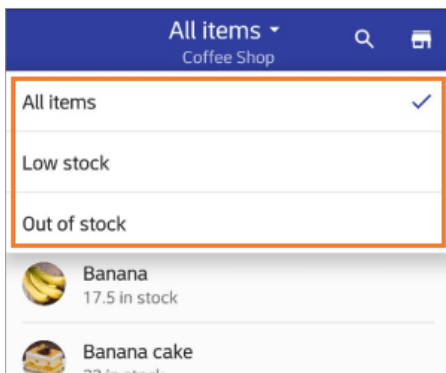 All items
Coffee Shop
All items
Low stock
Out of stock
Banana
17.5 in stock
Banana cake